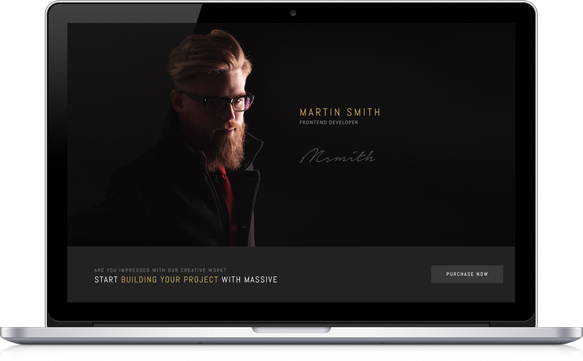 MARTIN SMITH
FRONTEND DEVELOPER
Msmith
ARE YOU IMPRESSED WITH OUR CREATIVE WORK?
START BUILDING YOUR PROJECT WITH MASSIVE
PURCHASE NOW